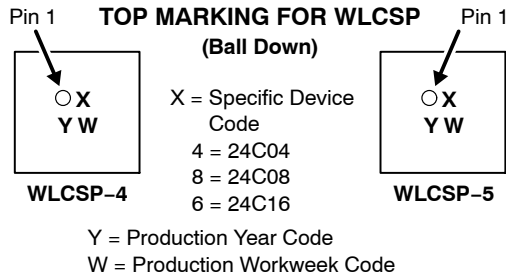 Pin 1
TOP MARKING FOR WLCSP
Pin 1
(Ball Down)
X
Y W
X = Specific Device
Code
4 = 24C04
8 = 24C08
6 = 24C16
X
Y W
WLCSP–4
WLCSP–5
Y = Production Year Code
W = Production Workweek Code